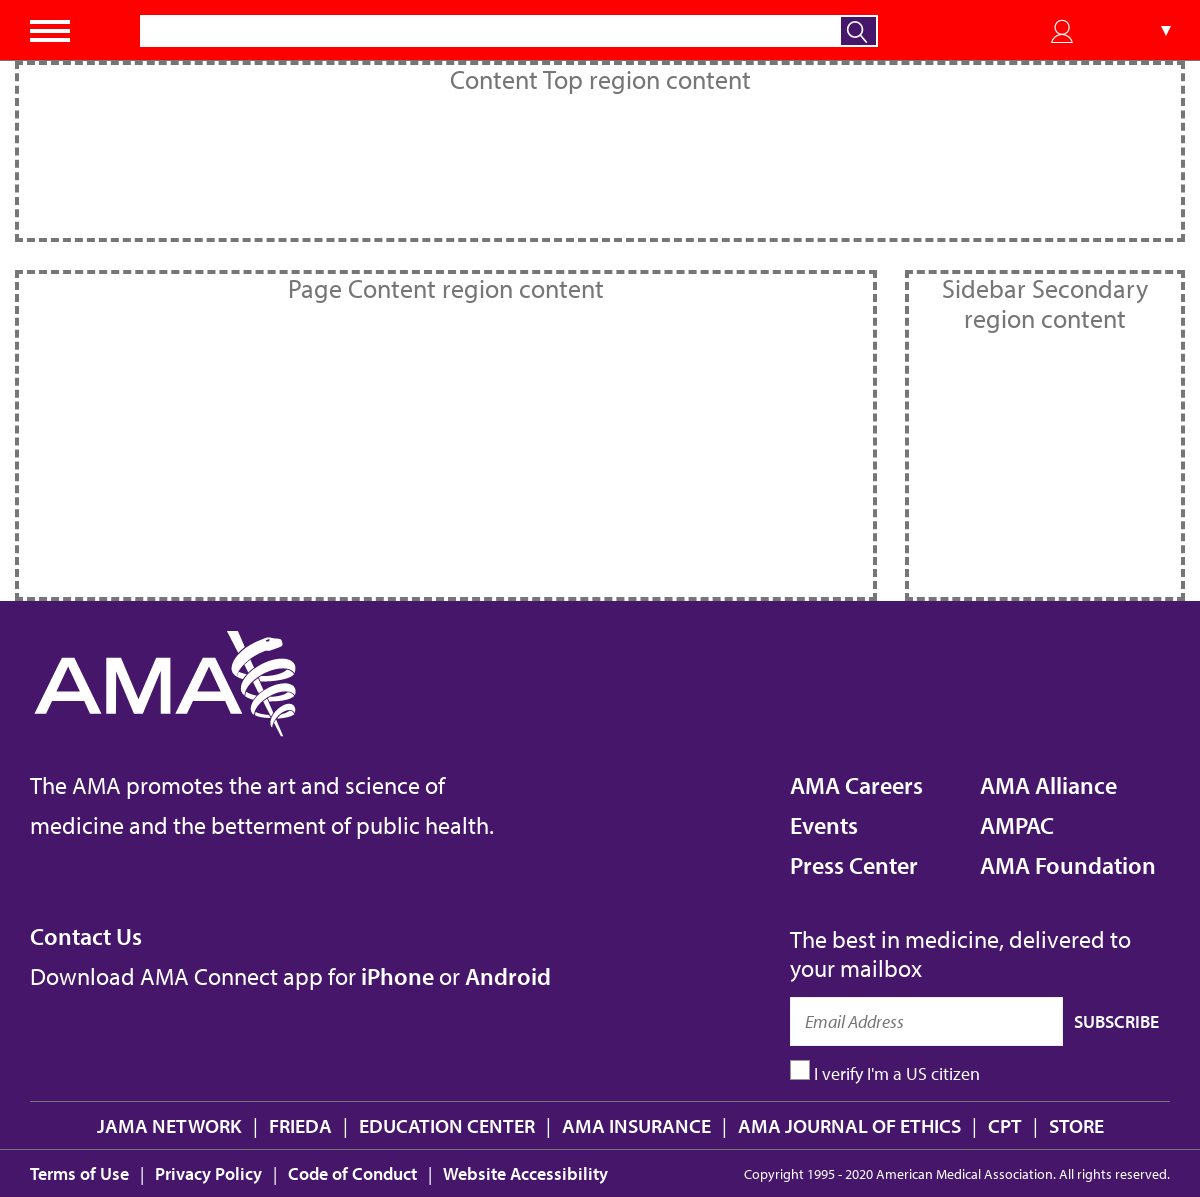 Content Top region content
Page Content region content
Sidebar Secondary
region content
AMA
The AMA promotes the art and science of
medicine and the betterment of public health.
AMA Careers
Events
Press Center
AMA Alliance
AMPAC
AMA Foundation
Contact Us
Download AMA Connect app for iPhone or Android
The best in medicine, delivered to
your mailbox
Email Address
SUBSCRIBE
I verify I'm a US citizen
JAMA NETWORK | FRIEDA | EDUCATION CENTER | AMA INSURANCE | AMA JOURNAL OF ETHICS | CPT | STORE
Terms of Use | Privacy Policy | Code of Conduct | Website Accessibility
Copyright 1995 - 2020 American Medical Association. All rights reserved.